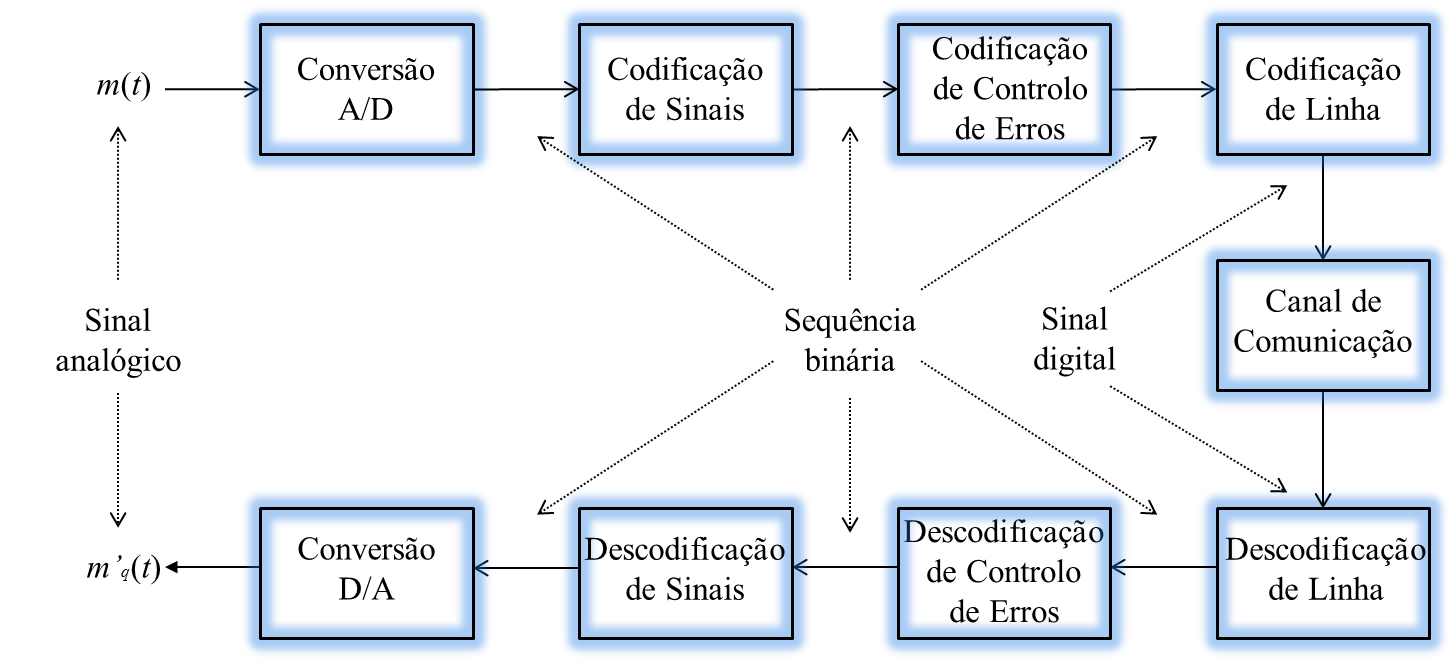 m(t)
Conversão
A/D
Codificação
de Sinais
Codificação
de Controlo
de Erros
Codificação
de Linha
Sinal
analógico
Sequência
binária
Sinal
digital
Canal de
Comunicação
m’q(t)
Conversão
D/A
Descodificação
de Sinais
Descodificação
de Controlo
de Erros
Descodificação
de Linha